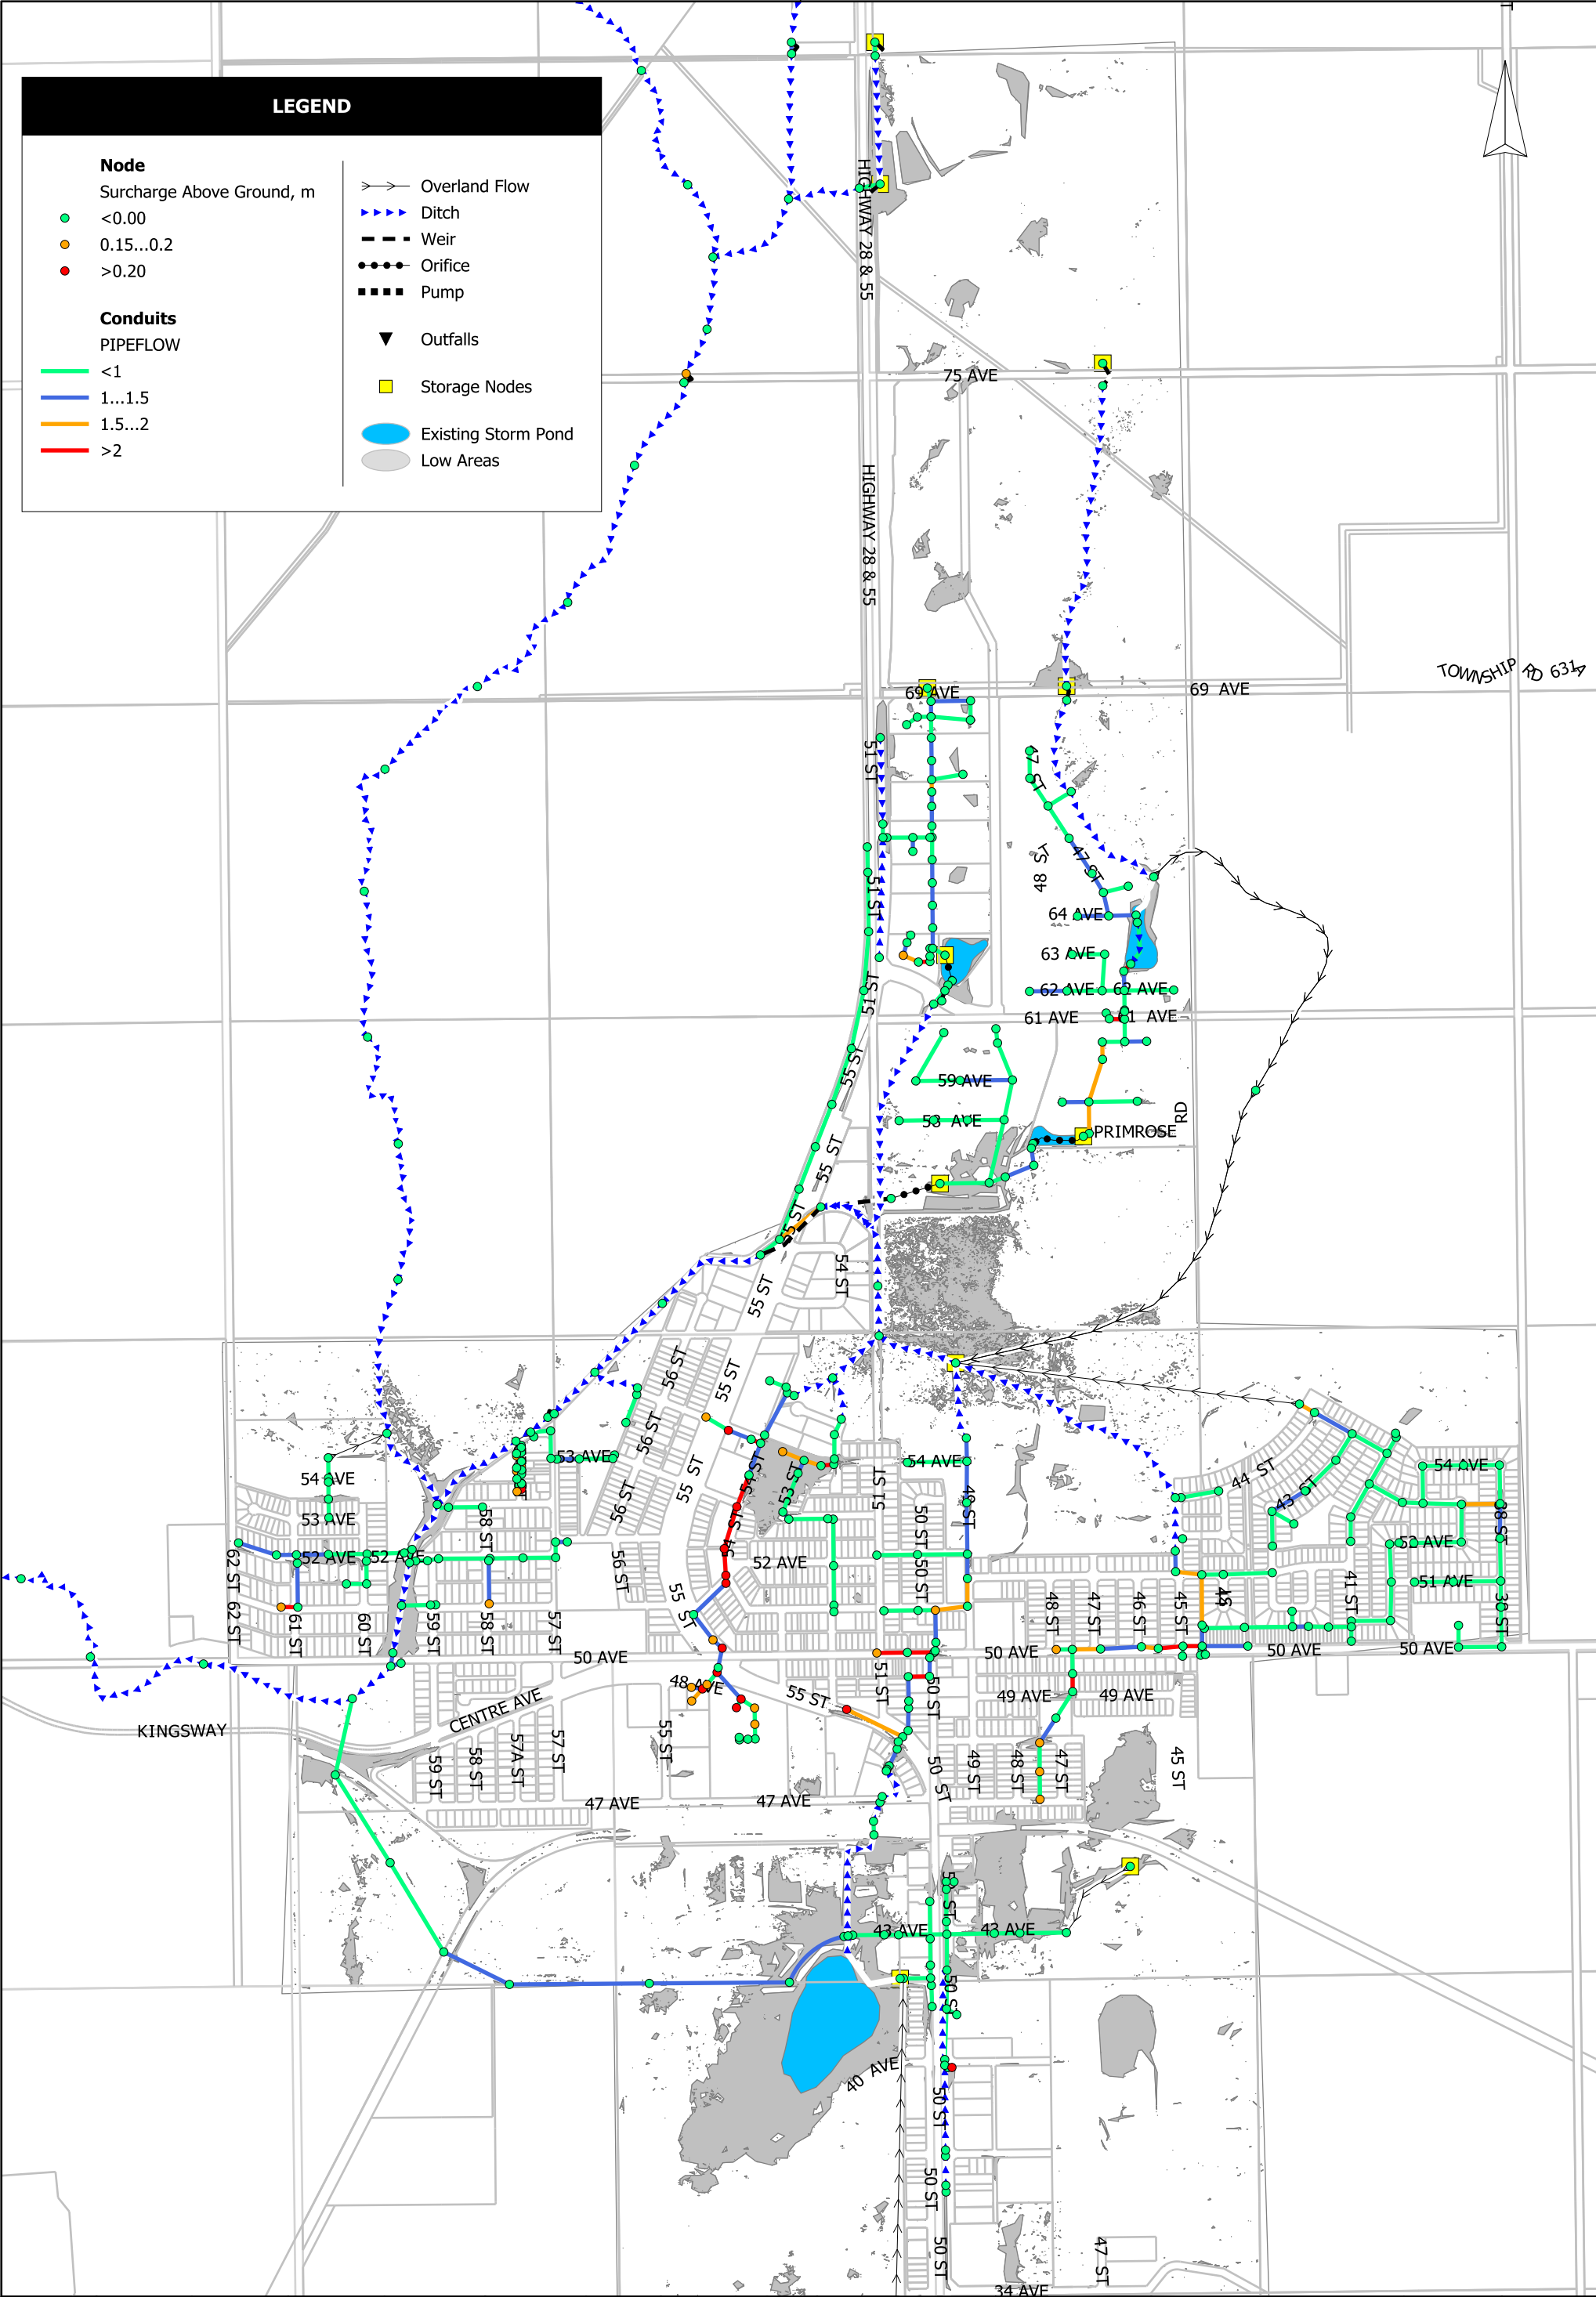 LEGEND
Node
Surcharge Above Ground, m
<0.00
0.15...0.2
>0.20
Conduits
PIPEFLOW
<1
1...1.5
1.5...2
>2
Overland Flow
Ditch
Weir
Orifice
Pump
Outfalls
Storage Nodes
Existing Storm Pond
Low Areas
HIGHWAY 28 & 55
75 AVE
HIGHWAY 28 & 55
TOWNSHIP RD 631A
69 AVE
69 AVE
51 ST
47 ST
48 ST
47 ST
51 ST
64 AVE
63 AVE
51 ST
62 AVE
62 AVE
61 AVE
61 AVE
55 ST
59 AVE
53 AVE
RD
PRIMROSE
55 ST
55 ST
54 ST
55 ST
56 ST
55 ST
56 ST
53 AVE
55 ST
54 ST
53 ST
51 ST
54 AVE
44 ST
54 AVE
54 AVE
43 ST
56 ST
50 ST
48 ST
38 ST
53 AVE
58 ST
54 ST
52 AVE
52 AVE
52 AVE
52 AVE
62 ST
56 ST
50 ST
51 AVE
41 ST
62 ST
61 ST
60 ST
59 ST
58 ST
57 ST
55 ST
48 ST
47 ST
46 ST
45 ST
38 ST
50 AVE
50 AVE
50 AVE
50 AVE
51 ST
50 ST
48 AVE
55 ST
49 AVE
49 AVE
CENTRE AVE
KINGSWAY
59 ST
58 ST
57A ST
57 ST
55 ST
50 ST
49 ST
48 ST
47 ST
45 ST
47 AVE
47 AVE
50 ST
43 AVE
43 AVE
50 ST
40 AVE
50 ST
50 ST
50 ST
47 ST
34 AVE